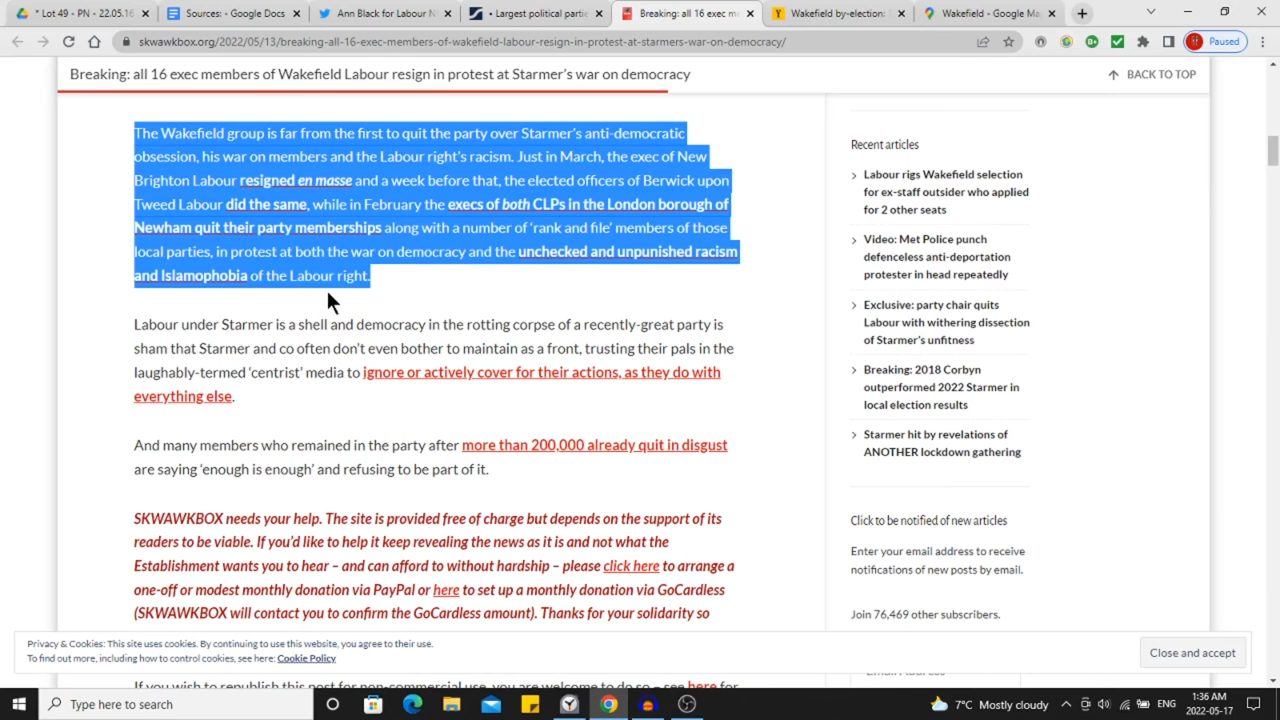 * Lot 49 - PN - 22.05.16
Sources: - Google Docs
Ann Black for Labour N
• Largest political partie
Breaking: all 16 exec me
Wakefield by-election:
Wakefield - Google Ma
skwawkbox.org/2022/05/13/breaking-all-16-exec-members-of-wakefield-labour-resign-in-protest-at-starmers-war-on-democracy/
Paused
Breaking: all 16 exec members of Wakefield Labour resign in protest at Starmer's war on democracy
BACK TO TOP
The Wakefield group is far from the first to quit the party over Starmer's anti-democratic
obsession, his war on members and the Labour right's racism. Just in March, the exec of New
Brighton Labour resigned en masse and a week before that, the elected officers of Berwick upon
Tweed Labour did the same, while in February the execs of both CLPs in the London borough of
Newham quit their party memberships along with a number of 'rank and file' members of those
local parties, in protest at both the war on democracy and the unchecked and unpunished racism
and Islamophobia of the Labour right.
Labour under Starmer is a shell and democracy in the rotting corpse of a recently-great party is
sham that Starmer and co often don't even bother to maintain as a front, trusting their pals in the
laughably-termed 'centrist' media to ignore or actively cover for their actions, as they do with
everything else.
And many members who remained in the party after more than 200,000 already quit in disgust
are saying 'enough is enough' and refusing to be part of it.
SKWAWKBOX needs your help. The site is provided free of charge but depends on the support of its
readers to be viable. If you'd like to help it keep revealing the news as it is and not what the
Establishment wants you to hear – and can afford to without hardship – please click here to arrange a
one-off or modest monthly donation via PayPal or here to set up a monthly donation via GoCardless
(SKWAWKBOX will contact you to confirm the GoCardless amount). Thanks for your solidarity so
If you wish to republish this post for non-commercial use, you are welcome to do so – see here for
Recent articles
Labour rigs Wakefield selection
for ex-staff outsider who applied
for 2 other seats
Video: Met Police punch
defenceless anti-deportation
protester in head repeatedly
Exclusive: party chair quits
Labour with withering dissection
of Starmer's unfitness
Breaking: 2018 Corbyn
outperformed 2022 Starmer in
local election results
Starmer hit by revelations of
ANOTHER lockdown gathering
Click to be notified of new articles
Enter your email address to receive
notifications of new posts by email.
Join 76,469 other subscribers.
Email Address
Privacy & Cookies: This site uses cookies. By continuing to use this website, you agree to their use.
To find out more, including how to control cookies, see here: Cookie Policy
Close and accept
Type here to search
7°C Mostly cloudy
ENG
1:36 AM
2022-05-17